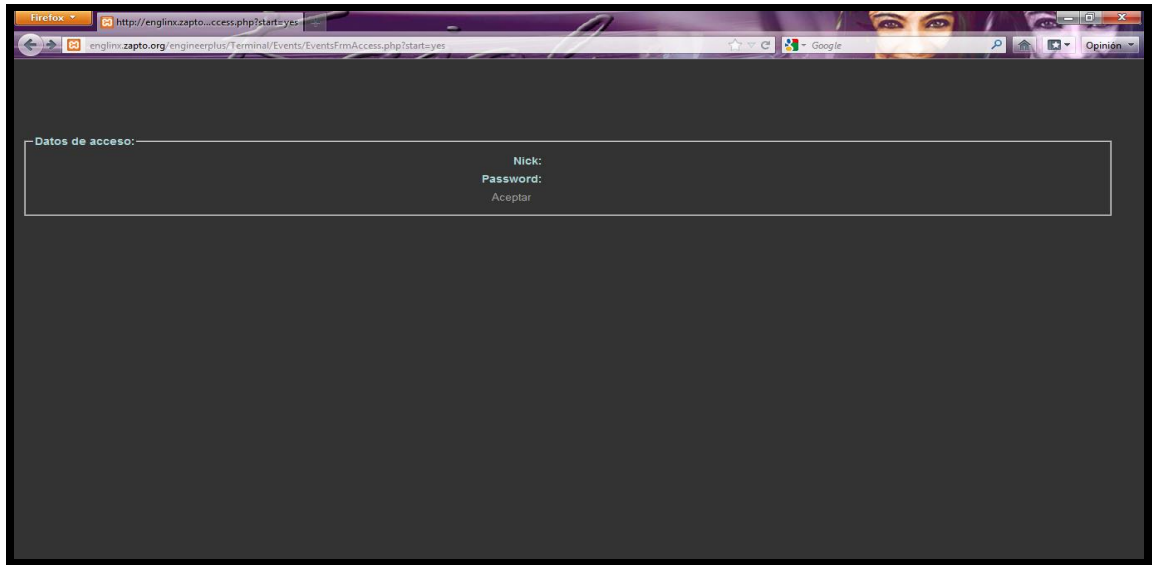 Firefox
http://englinx.zapto...ccess.php?start=yes
englinx.zapto.org/engineerplus/Terminal/Events/EventsFrmAccess.php?start=yes
Google
Opinión
Datos de acceso:
Nick:
Password:
Aceptar